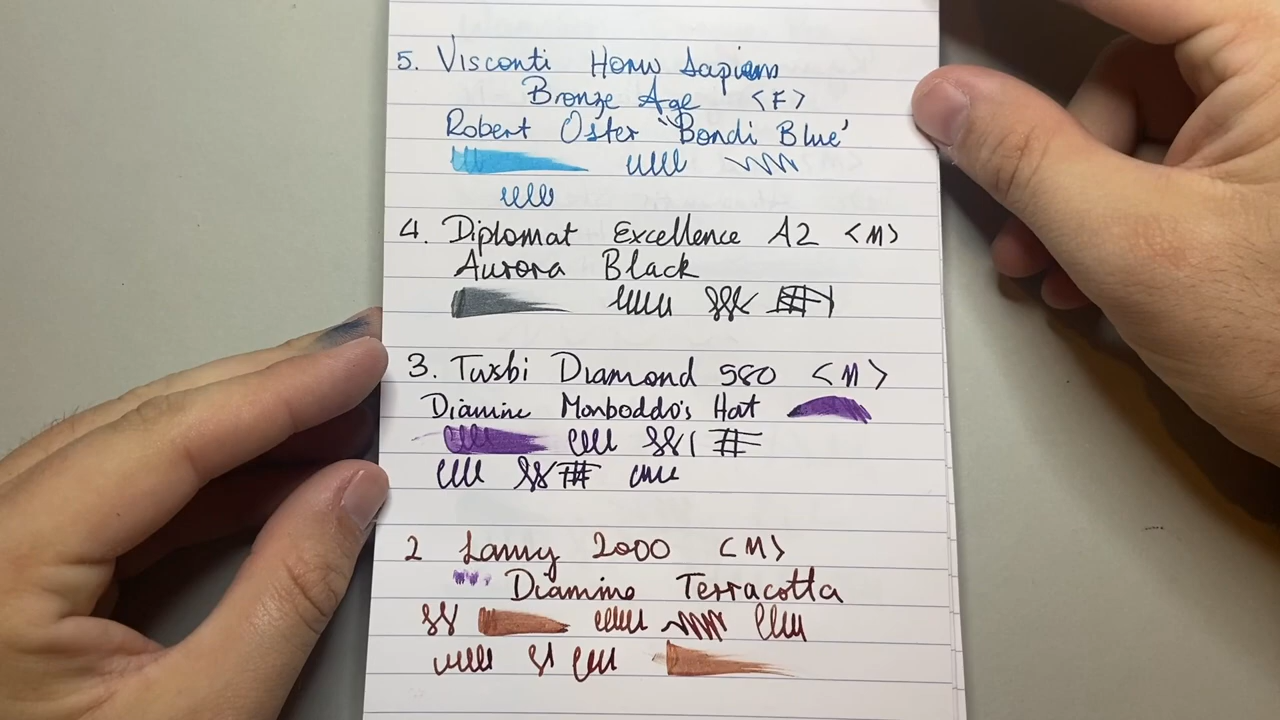 5. Visconti Homo Sapiens
Bronze Age <F>
Robert Oster "Bondi Blue"
4. Diplomat Excellence A2 <M>
Aurora Black
3. Twsbi Diamond 580 <M>
Diamine Monboddo's Hat
2 Lamy 2000 <M>
Diamine Terracotta